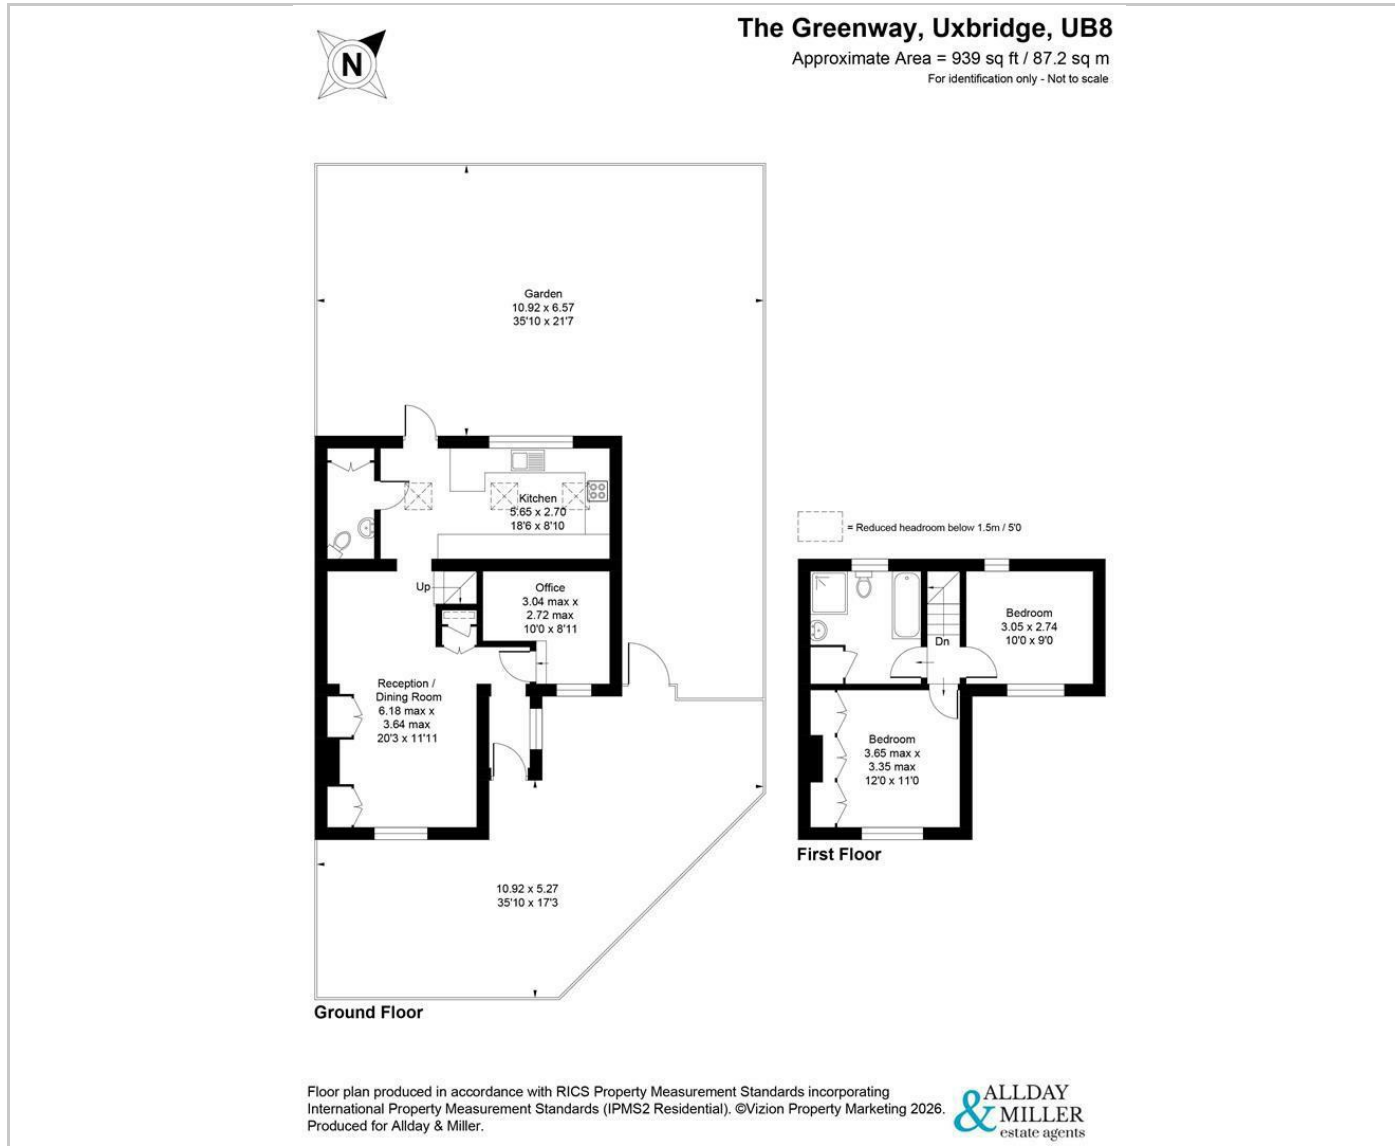 N
The Greenway, Uxbridge, UB8
Approximate Area = 939 sq ft / 87.2 sq m
For identification only - Not to scale
Garden
10.92 x 6.57
35'10 x 21'7
Kitchen
5.65 x 2.70
18'6 x 8'10
Up
Office
3.04 max x
2.72 max
10'0 x 8'11
Reception /
Dining Room
6.18 max x
3.64 max
20'3 x 11'11
10.92 x 5.27
35'10 x 17'3
Ground Floor
= Reduced headroom below 1.5m / 5'0
Dn
Bedroom
3.05 x 2.74
10'0 x 9'0
Bedroom
3.65 max x
3.35 max
12'0 x 11'0
First Floor
Floor plan produced in accordance with RICS Property Measurement Standards incorporating
International Property Measurement Standards (IPMS2 Residential). ©Vizion Property Marketing 2026.
Produced for Allday & Miller.
ALLDAY
& MILLER
estate agents